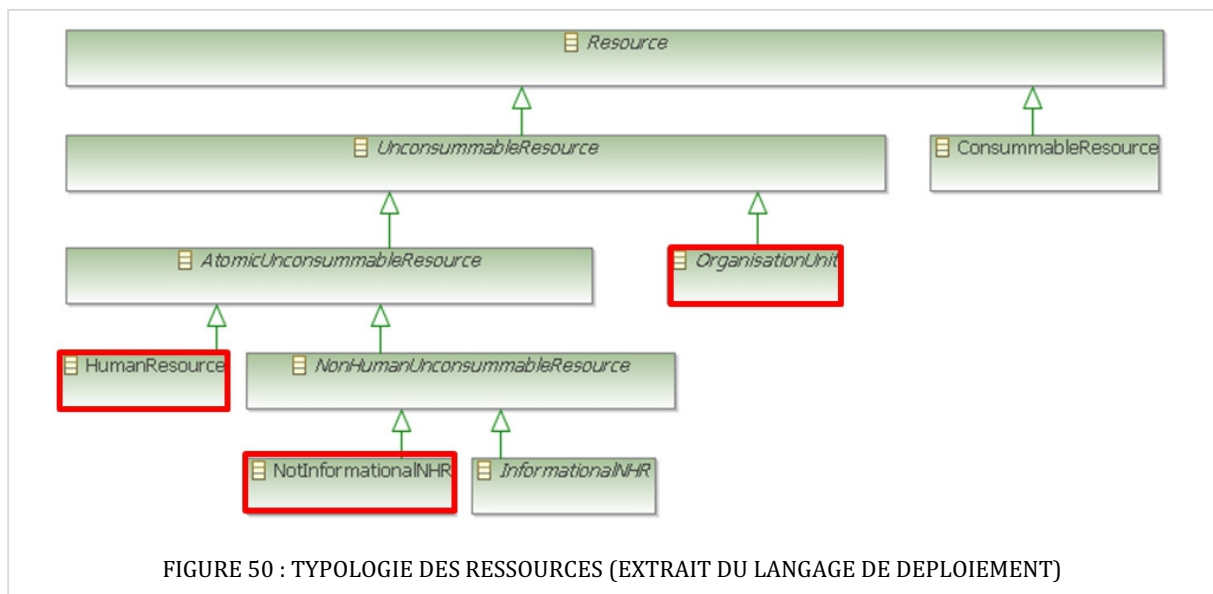 Resource
UnconsummableResource
ConsummableResource
AtomicUnconsummableResource
OrganisationUnit
HumanResource
NonHumanUnconsummableResource
NotInformationalNHR
InformationalNHR
FIGURE 50 : TYPOLOGIE DES RESSOURCES (EXTRAIT DU LANGAGE DE DEPLOIEMENT)